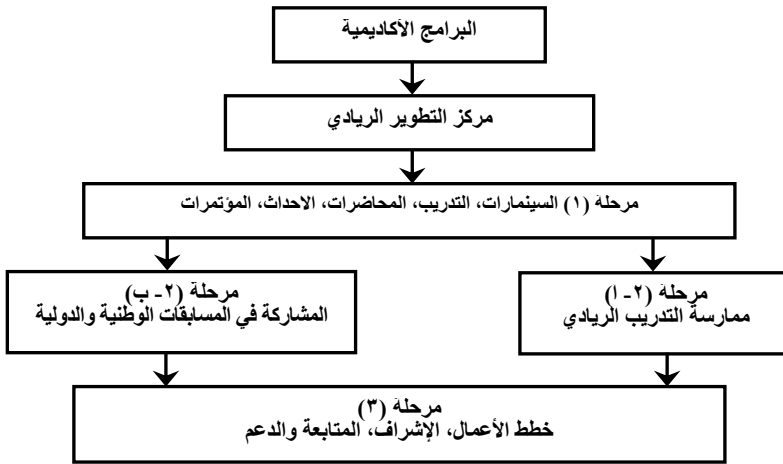 البرامج الأكاديمية
مركز التطوير الريادي
مرحلة (١) السينمارات، التدريب، المحاضرات، الاحداث، المؤتمرات
مرحلة (٢- ا)
ممارسة التدريب الريادي
مرحلة (٢- ب)
المشاركة في المسابقات الوطنية والدولية
مرحلة (٣)
خطط الأعمال، الإشراف، المتابعة والدعم